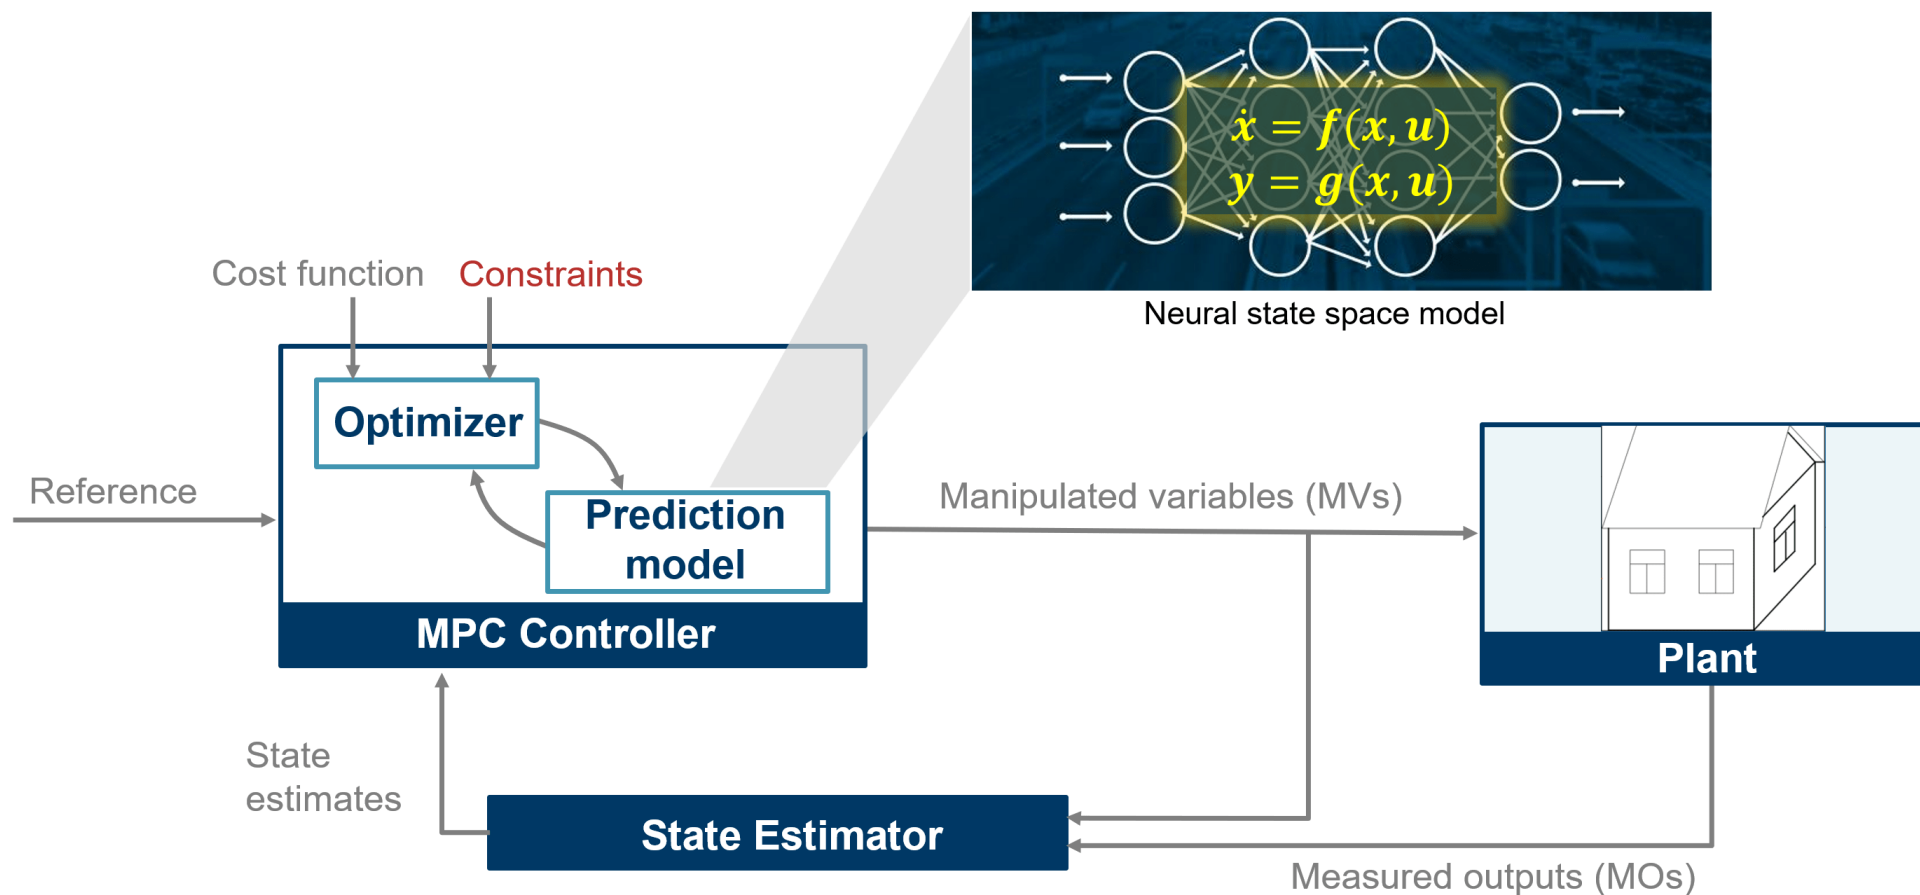 ẋ = f(x, u)
y = g(x, u)
Neural state space model
Cost function
Constraints
Optimizer
Prediction
model
MPC Controller
Reference
Manipulated variables (MVs)
Plant
State
estimates
State Estimator
Measured outputs (MOs)